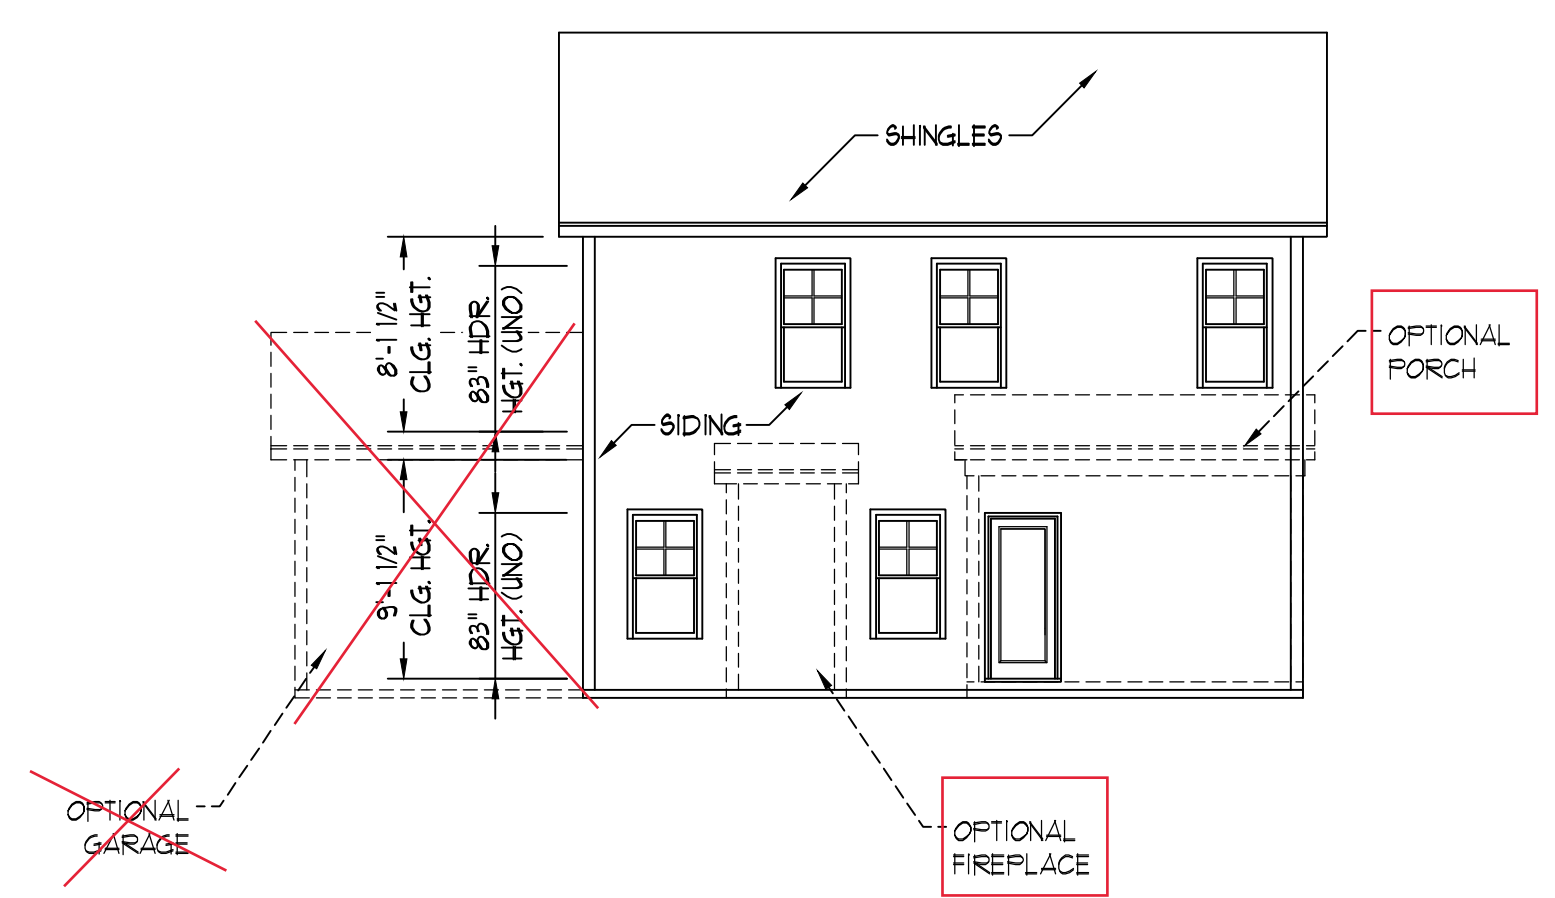 SHINGLES
8'-1 1/2"
CLG. HGT.
83" HDR.
HGT. (UNO)
OPTIONAL
PORCH
SIDING
9'-1 1/2"
CLG. HGT.
83" HDR.
HGT. (UNO)
OPTIONAL
GARAGE
OPTIONAL
FIREPLACE